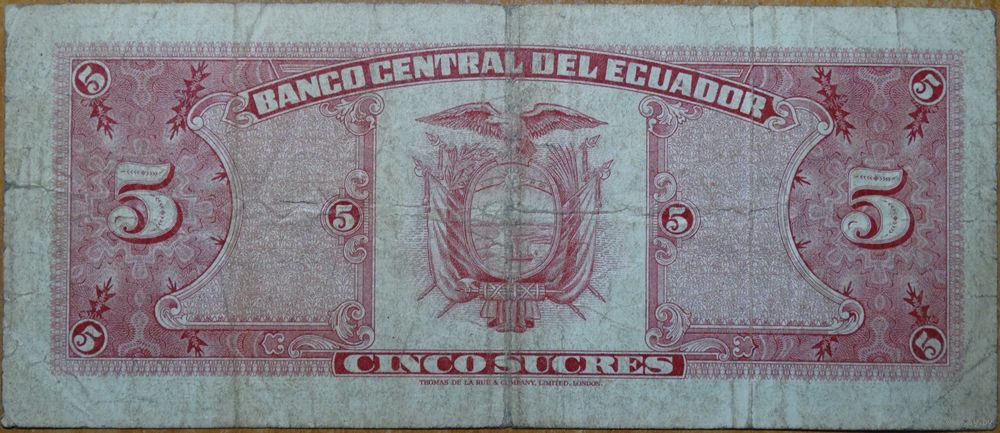 BANCO CENTRAL DEL ECUADOR
5 5
5 5 5 5
5 5
CINCO SUCRES
THOMAS DE LA RUE & COMPANY, LIMITED, LONDON.